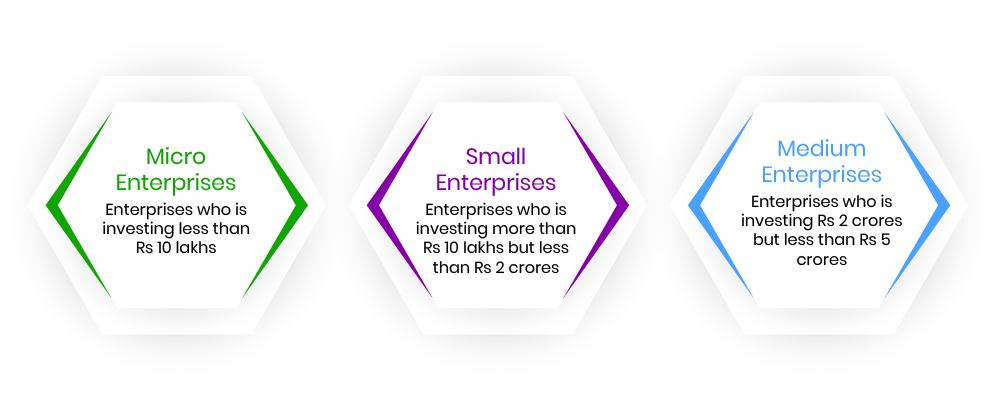 Micro
Enterprises
Enterprises who is
investing less than
Rs 10 lakhs
Small
Enterprises
Enterprises who is
investing more than
Rs 10 lakhs but less
than Rs 2 crores
Medium
Enterprises
Enterprises who is
investing Rs 2 crores
but less than Rs 5
crores